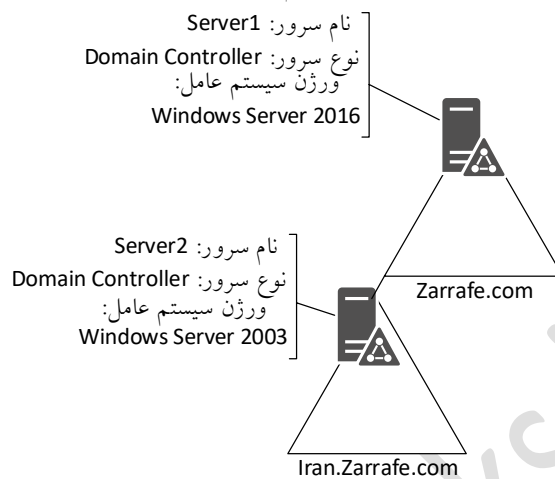 نام سرور: Server1
نوع سرور: Domain Controller
ورژن سیستم عامل:
Windows Server 2016
Zarrafe.com
نام سرور: Server2
نوع سرور: Domain Controller
ورژن سیستم عامل:
Windows Server 2003
Iran.Zarrafe.com